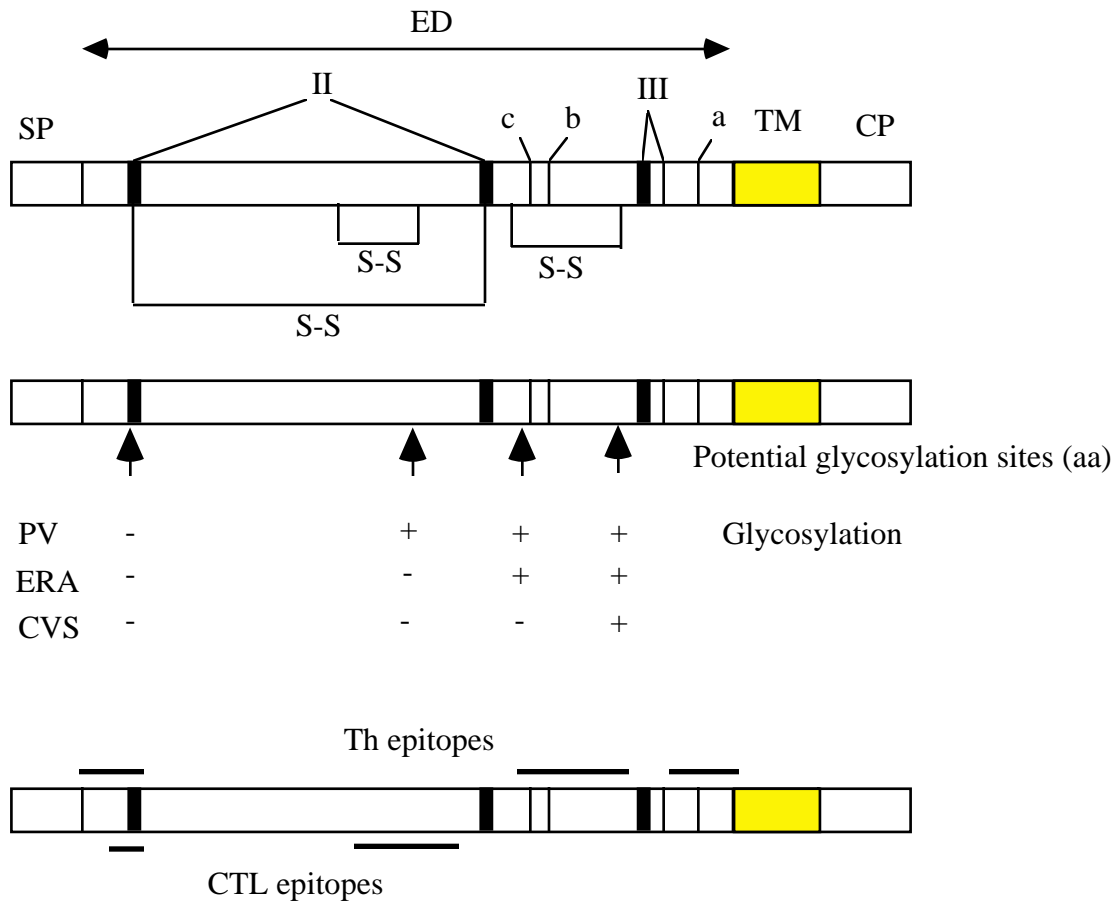 ED
II
III
SP
c
b
a
TM
CP
S-S
S-S
S-S
Potential glycosylation sites (aa)
PV - + + + Glycosylation
ERA - - + +
CVS - - - +
Th epitopes
CTL epitopes